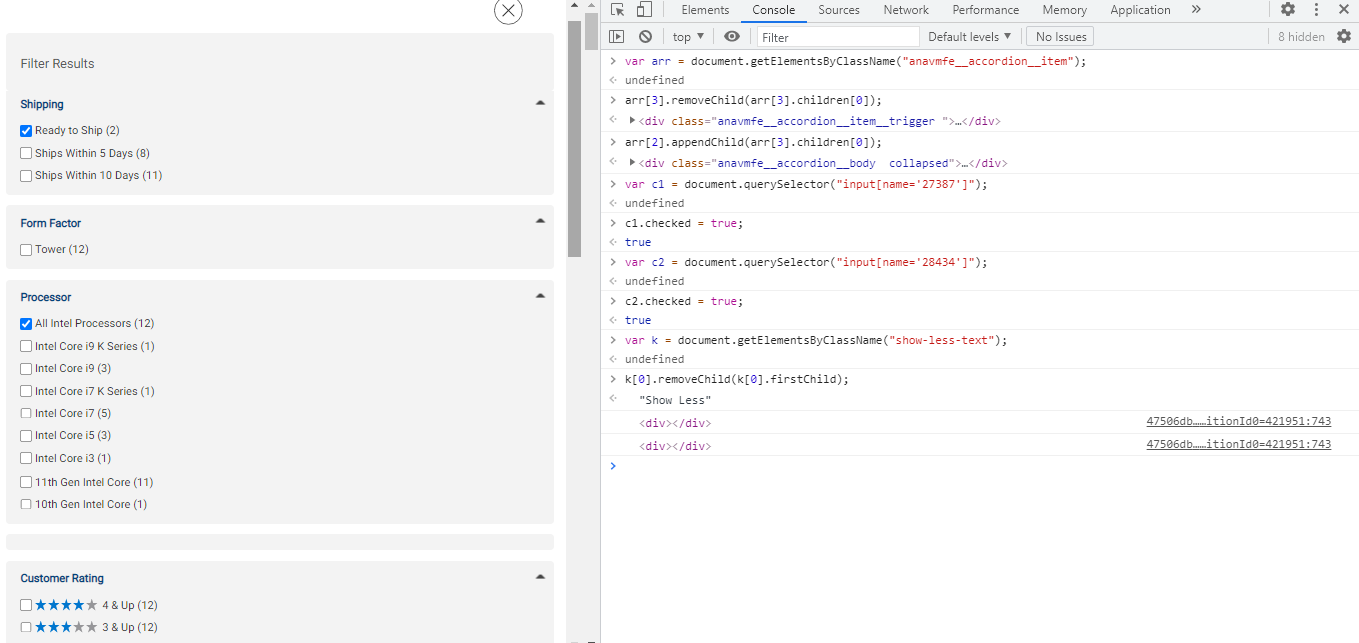 Filter Results
Shipping
Ready to Ship (2)
Ships Within 5 Days (8)
Ships Within 10 Days (11)
Form Factor
Tower (12)
Processor
All Intel Processors (12)
Intel Core i9 K Series (1)
Intel Core i9 (3)
Intel Core i7 K Series (1)
Intel Core i7 (5)
Intel Core i5 (3)
Intel Core i3 (1)
11th Gen Intel Core (11)
10th Gen Intel Core (1)
Customer Rating
4 & Up (12)
3 & Up (12)
Elements Console Sources Network Performance Memory Application »
top ▼ Filter Default levels ▼ No Issues 8 hidden
> var arr = document.getElementsByClassName("anavmfe__accordion__item");
undefined
> arr[3].removeChild(arr[3].children[0]);
▶<div class="anavmfe__accordion__item__trigger ">…</div>
> arr[2].appendChild(arr[3].children[0]);
▶<div class="anavmfe__accordion__body  collapsed">…</div>
> var c1 = document.querySelector("input[name='27387']");
undefined
> c1.checked = true;
true
> var c2 = document.querySelector("input[name='28434']");
undefined
> c2.checked = true;
true
> var k = document.getElementsByClassName("show-less-text");
undefined
> k[0].removeChild(k[0].firstChild);
"Show Less"
<div></div> 47506db……itionId0=421951:743
<div></div> 47506db……itionId0=421951:743
>